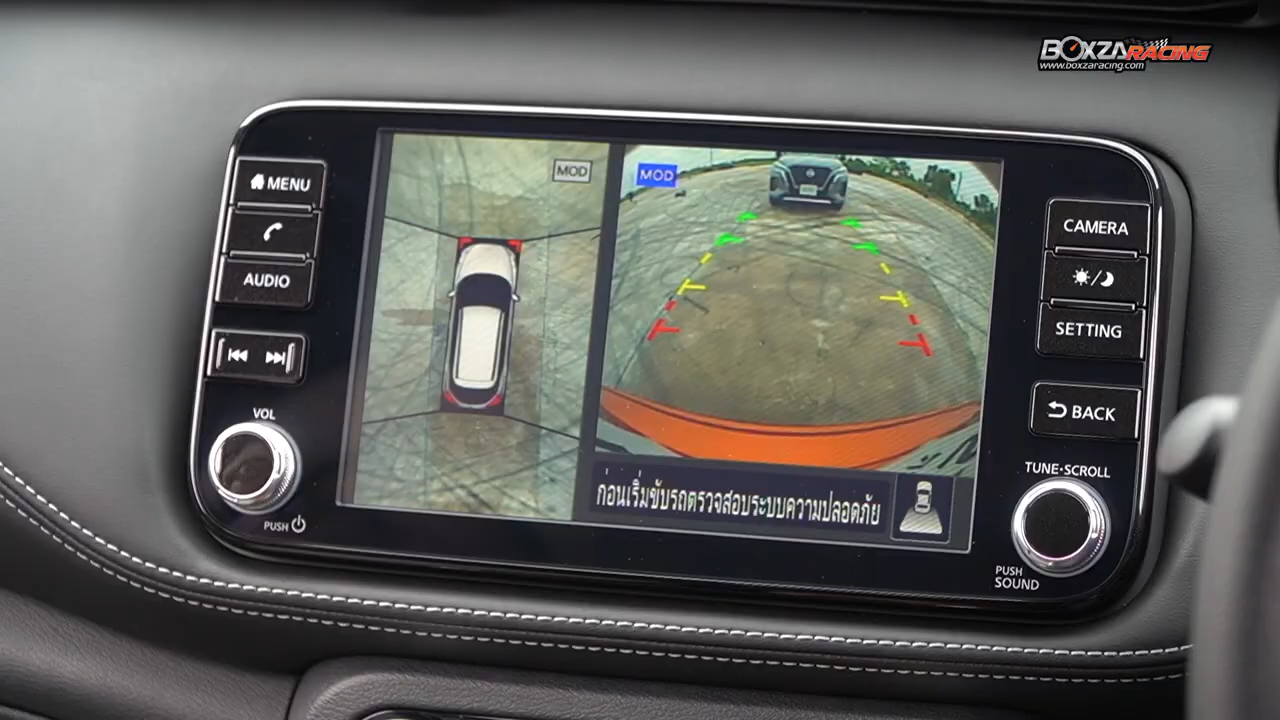 BOXZA RACING
www.boxzaracing.com
MENU
AUDIO
VOL
PUSH
MOD
MOD
ก่อนเริ่มขับรถตรวจสอบระบบความปลอดภัย
CAMERA
SETTING
BACK
TUNE-SCROLL
PUSH
SOUND